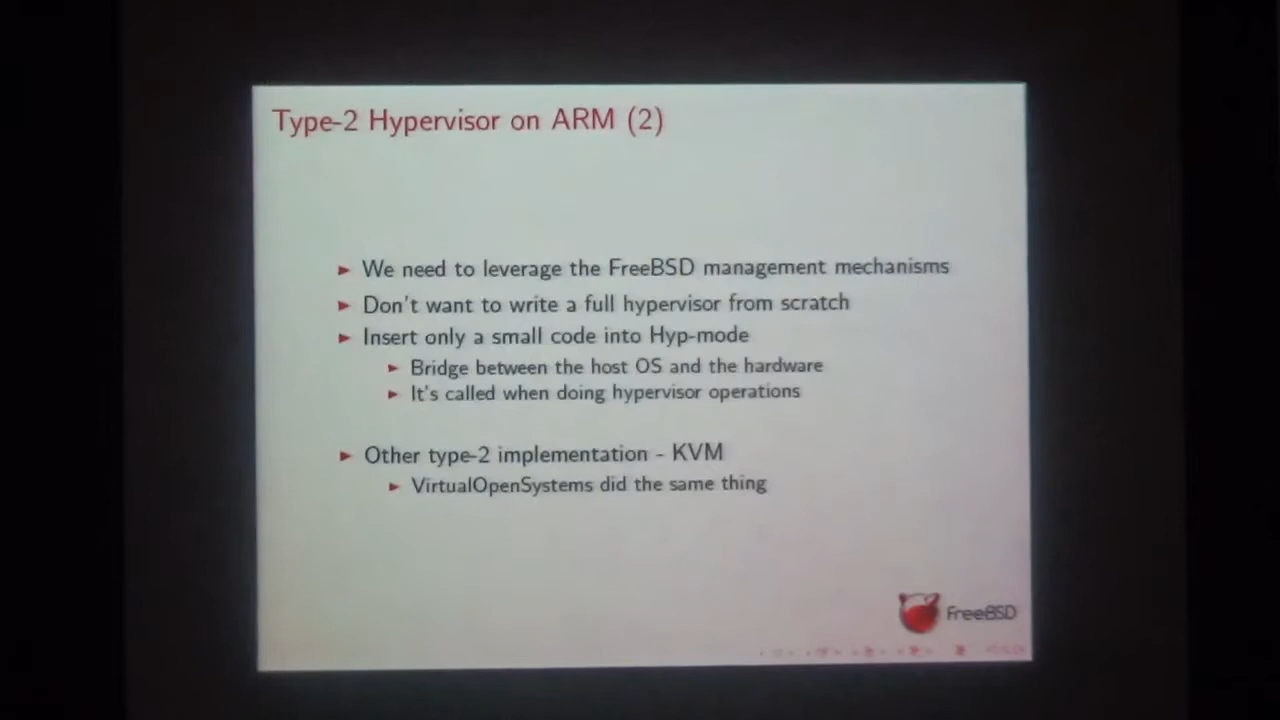 Type-2 Hypervisor on ARM (2)
We need to leverage the FreeBSD management mechanisms
Don't want to write a full hypervisor from scratch
Insert only a small code into Hyp-mode
Bridge between the host OS and the hardware
It's called when doing hypervisor operations
Other type-2 implementation - KVM
VirtualOpenSystems did the same thing
FreeBSD